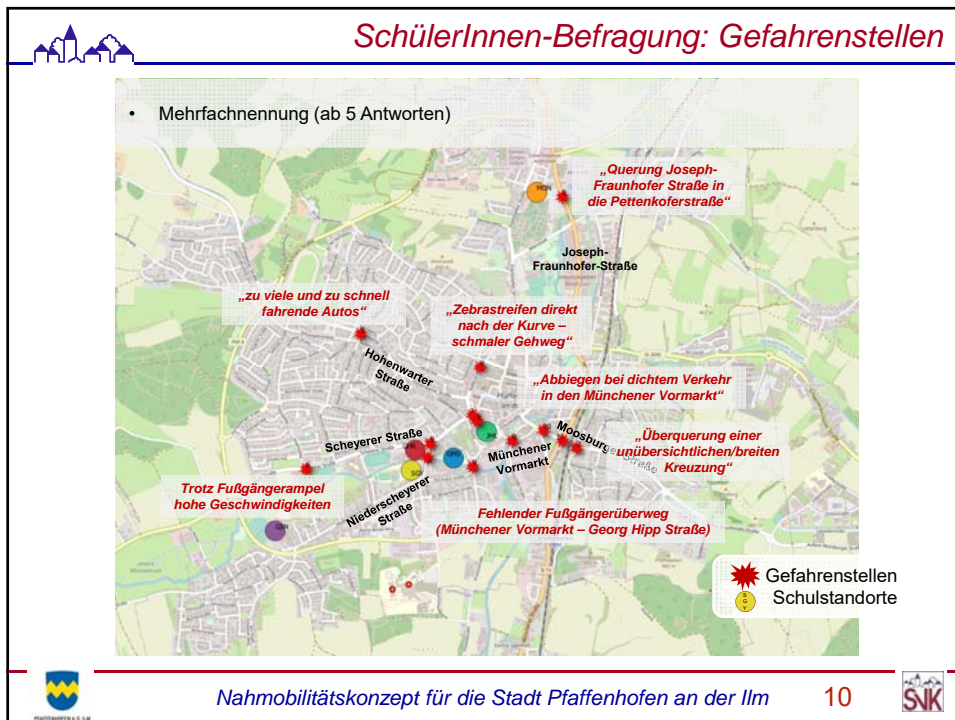 SchülerInnen-Befragung: Gefahrenstellen
• Mehrfachnennung (ab 5 Antworten)
„Querung Joseph-
Fraunhofer Straße in
die Pettenkoferstraße“
Joseph-
Fraunhofer-Straße
„zu viele und zu schnell
fahrende Autos“
„Zebrastreifen direkt
nach der Kurve –
schmaler Gehweg“
Hohenwarter
Straße
„Abbiegen bei dichtem Verkehr
in den Münchener Vormarkt“
Scheyerer Straße
Münchener
Vormarkt
Moosburger Straße
„Überquerung einer
unübersichtlichen/breiten
Kreuzung“
Trotz Fußgängerampel
hohe Geschwindigkeiten
Niederscheyerer
Straße
Fehlender Fußgängerüberweg
(Münchener Vormarkt – Georg Hipp Straße)
Gefahrenstellen
S
G
Y
Schulstandorte
Nahmobilitätskonzept für die Stadt Pfaffenhofen an der Ilm
10
SVK